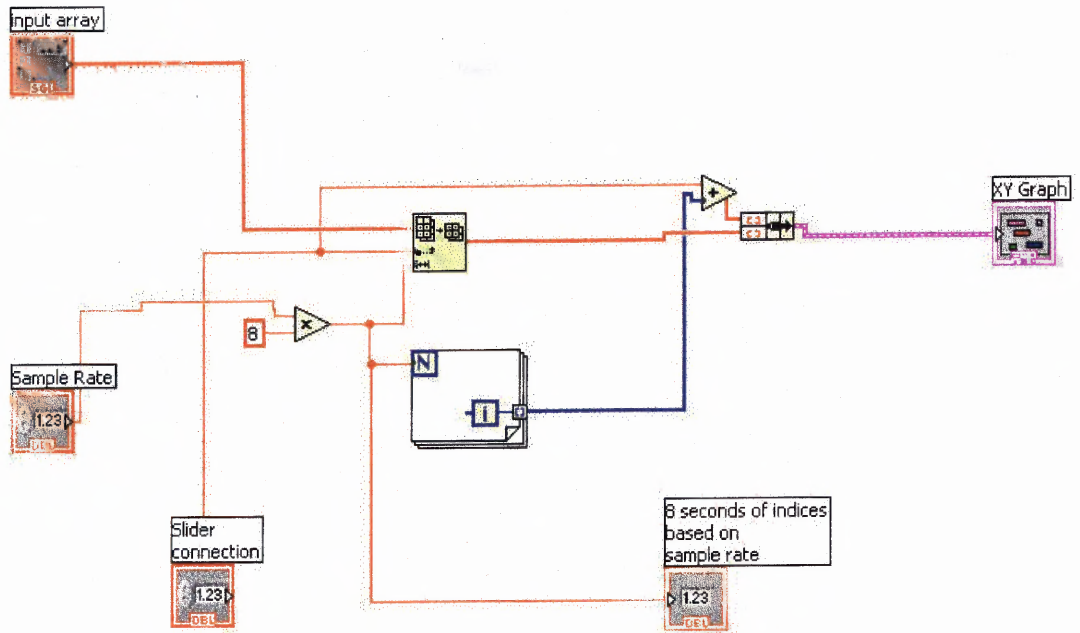 input array
SGL
+
XY Graph
×
8
N
i
Sample Rate
1.23
DBL
Slider
connection
1.23
DBL
8 seconds of indices
based on
sample rate
1.23
DBL